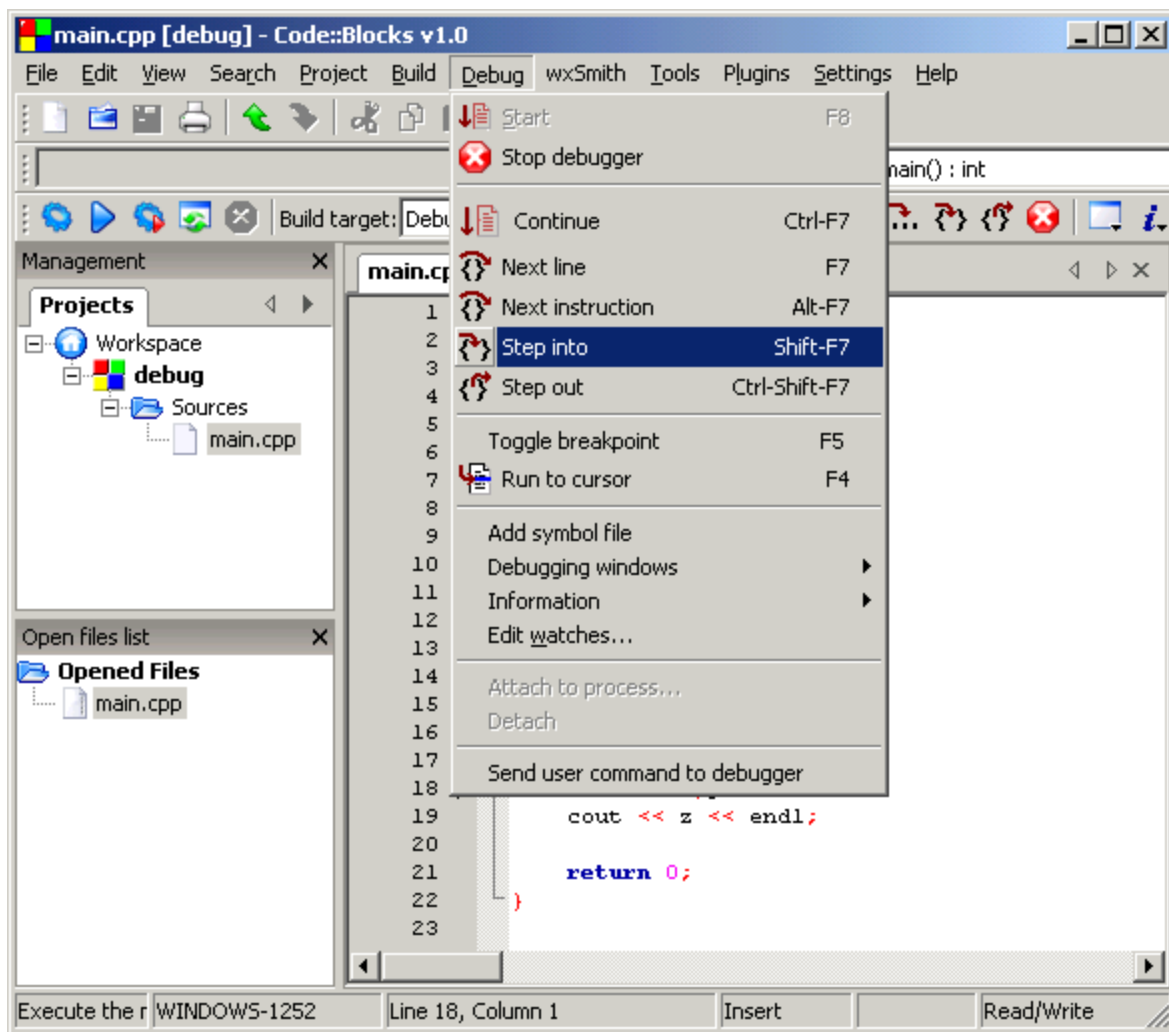 main.cpp [debug] - Code::Blocks v1.0
File Edit View Search Project Build Debug wxSmith Tools Plugins Settings Help
Start F8
Stop debugger
main() : int
Continue Ctrl-F7
Build target: Debu
Management
Next line F7
main.cp
Projects
Next instruction Alt-F7
Workspace
Step into Shift-F7
debug
Step out Ctrl-Shift-F7
Sources
main.cpp
Toggle breakpoint F5
Run to cursor F4
Add symbol file
Debugging windows
Information
Edit watches...
Open files list
Opened Files
main.cpp
Attach to process...
Detach
Send user command to debugger
1
2
3
4
5
6
7
8
9
10
11
12
13
14
15
16
17
18
19 cout << z << endl;
20
21 return 0;
22 }
23
Execute the r WINDOWS-1252 Line 18, Column 1 Insert Read/Write